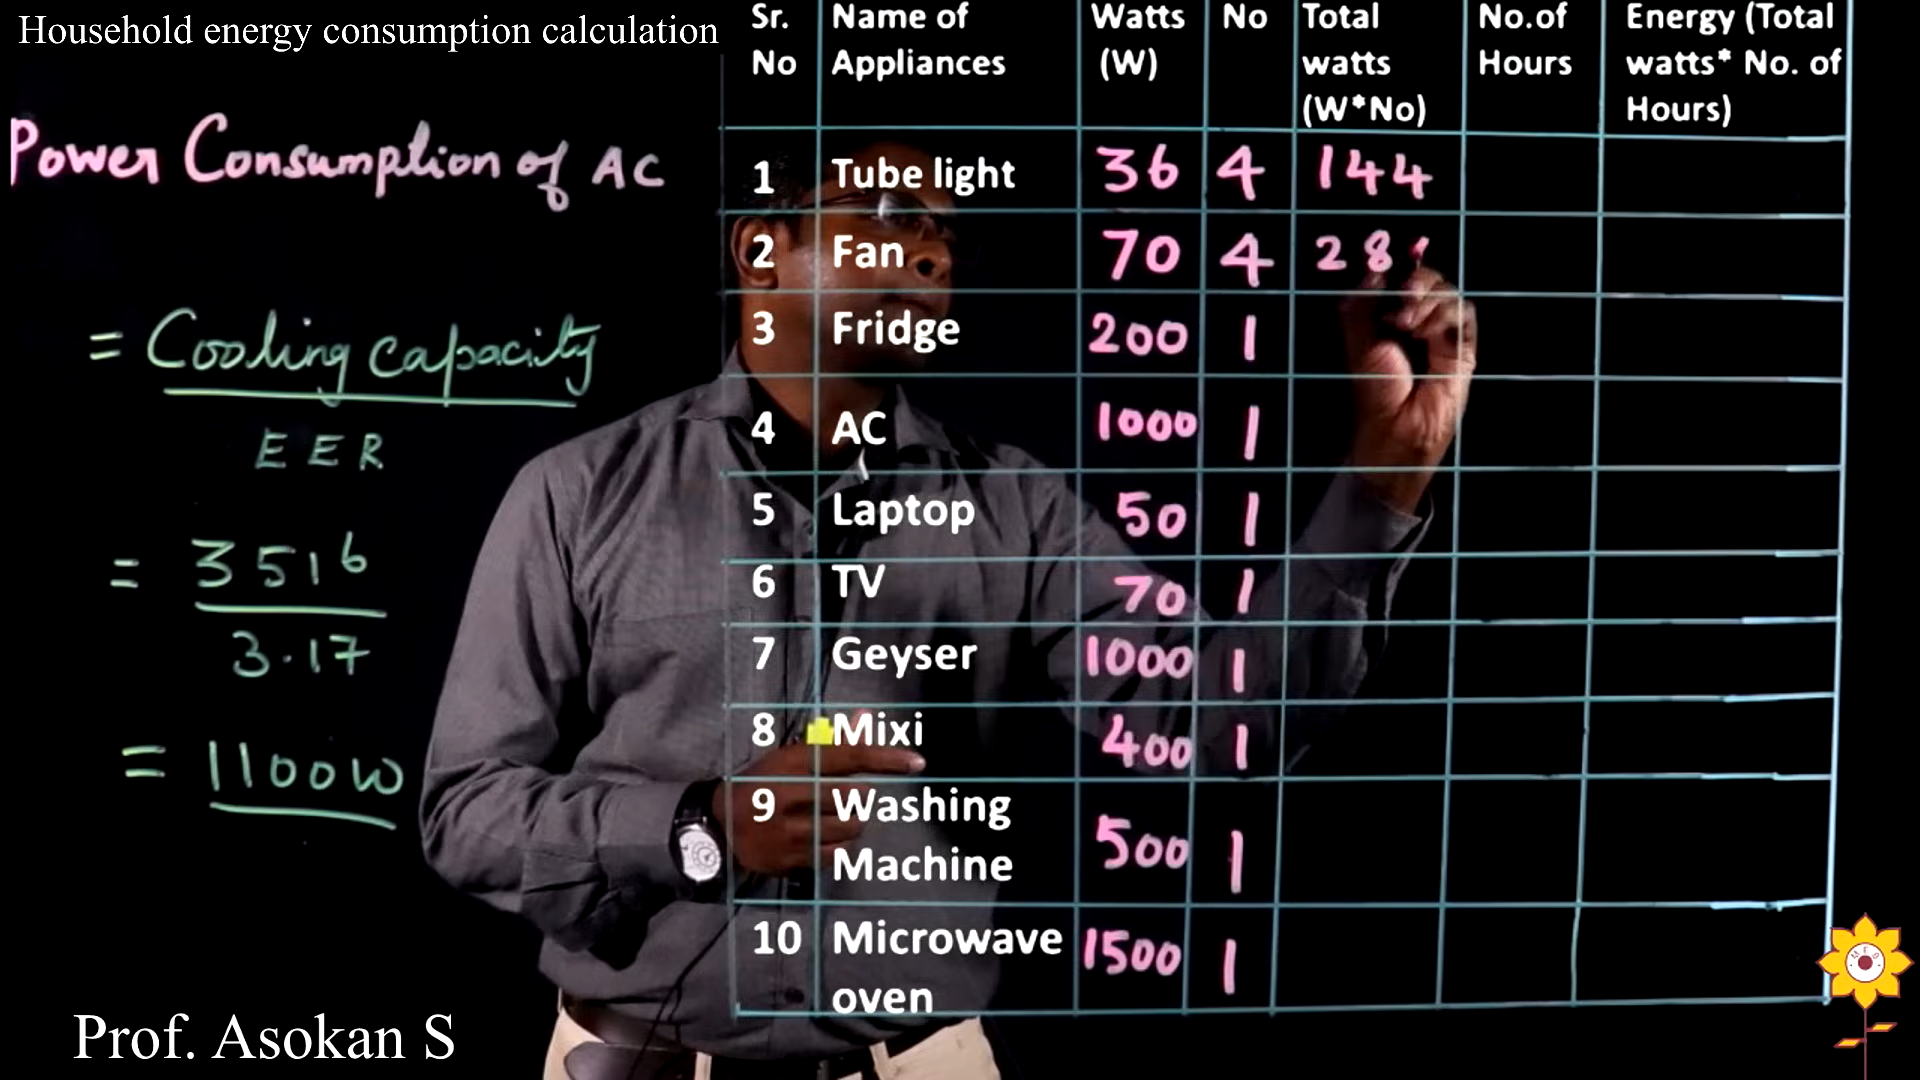 Household energy consumption calculation
Power Consumption of AC
= Cooling capacity
EER
= 3516
3.17
= 1100W
Prof. Asokan S
Sr. No Name of Appliances Watts (W) No Total watts (W*No) No.of Hours Energy (Total watts* No. of Hours)
1 Tube light 36 4 144
2 Fan 70 4 28
3 Fridge 200 1
4 AC 1000 1
5 Laptop 50 1
6 TV 70 1
7 Geyser 1000 1
8 Mixi 400 1
9 Washing Machine 500 1
10 Microwave oven 1500 1